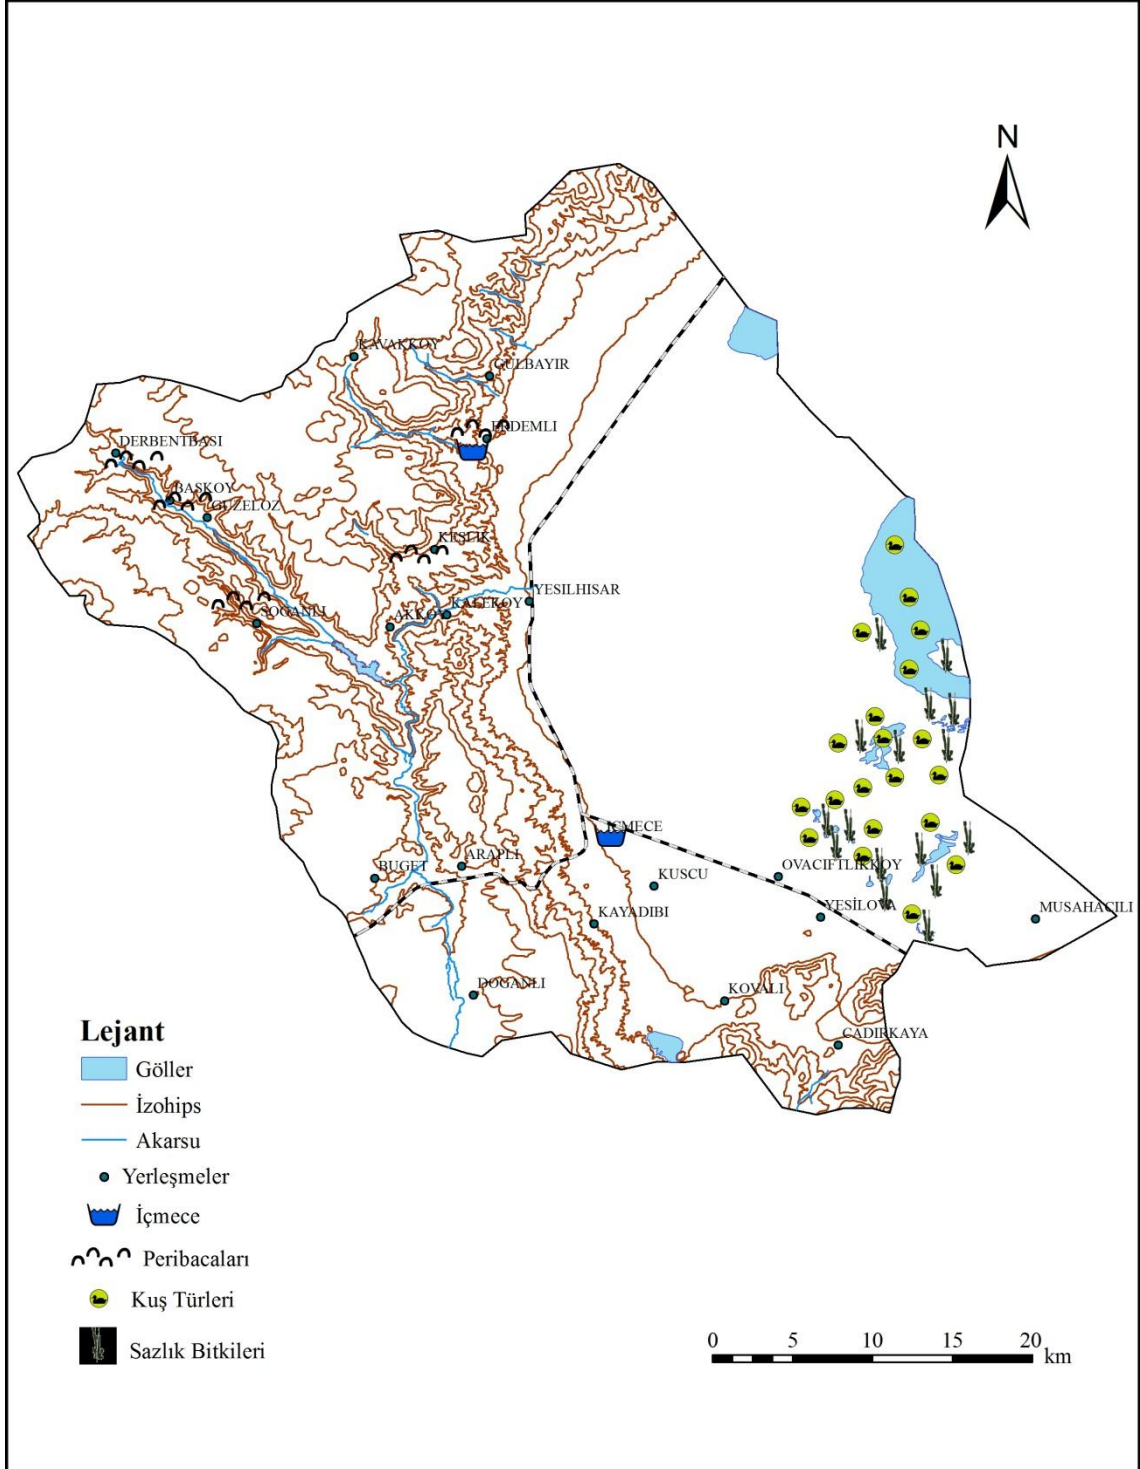 N
KAVAKKOY
GULBAYIR
ERDEMLI
DERBENTBASI
BASKOY
GUZELOZ
KESLIK
YESILHISAR
KALEKOY
AKKOY
SOGANLI
ICMECE
ARAPLI
BUGET
OVACIFTLIKKOY
KUSCU
YESILOVA
MUSAHACILI
KAYADIBI
DOGANLI
KOVALI
CADIRKAYA
Lejant
Göller
İzohips
Akarsu
Yerleşmeler
İçmece
Peribacaları
Kuş Türleri
Sazlık Bitkileri
0 5 10 15 20
km